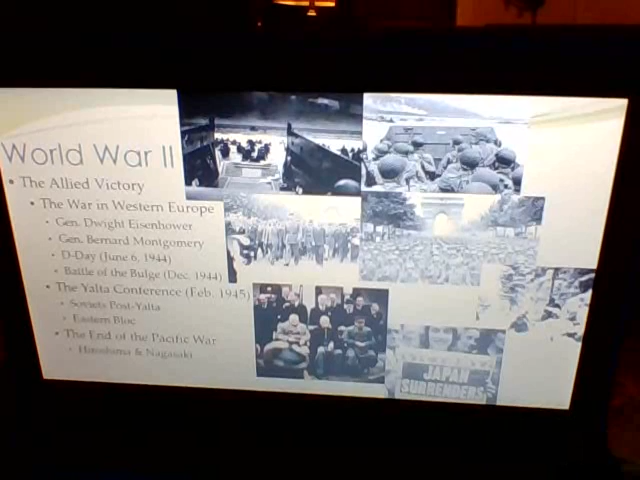 World War II
• The Allied Victory
• The War in Western Europe
• Gen. Dwight Eisenhower
• Gen. Bernard Montgomery
• D-Day (June 6, 1944)
• Battle of the Bulge (Dec. 1944)
• The Yalta Conference (Feb. 1945)
• Soviets Post-Yalta
• Eastern Bloc
• The End of the Pacific War
• Hiroshima & Nagasaki
JAPAN
SURRENDERS